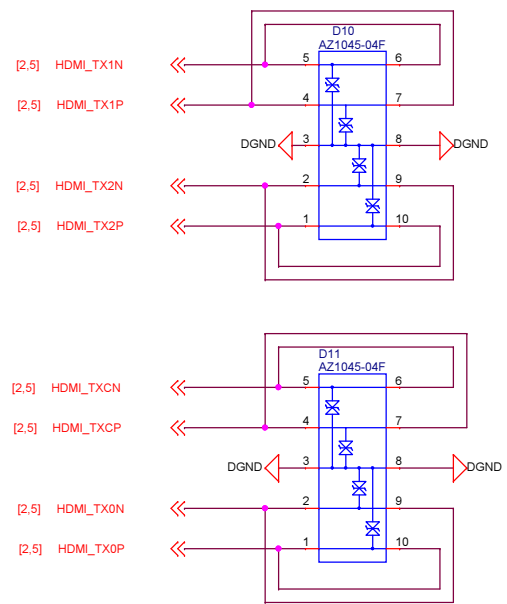 D10
AZ1045-04F
[2,5] HDMI_TX1N 5 6
[2,5] HDMI_TX1P 4 7
DGND 3 8 DGND
[2,5] HDMI_TX2N 2 9
[2,5] HDMI_TX2P 1 10
D11
AZ1045-04F
[2,5] HDMI_TXCN 5 6
[2,5] HDMI_TXCP 4 7
DGND 3 8 DGND
[2,5] HDMI_TX0N 2 9
[2,5] HDMI_TX0P 1 10